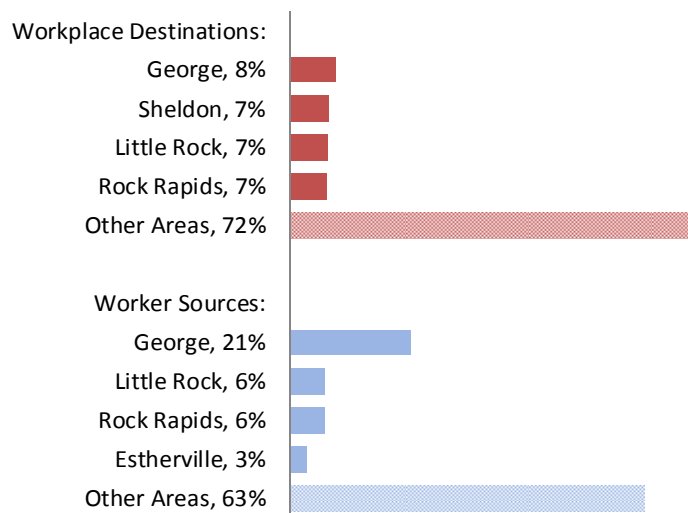 Workplace Destinations:
George, 8%
Sheldon, 7%
Little Rock, 7%
Rock Rapids, 7%
Other Areas, 72%
Worker Sources:
George, 21%
Little Rock, 6%
Rock Rapids, 6%
Estherville, 3%
Other Areas, 63%